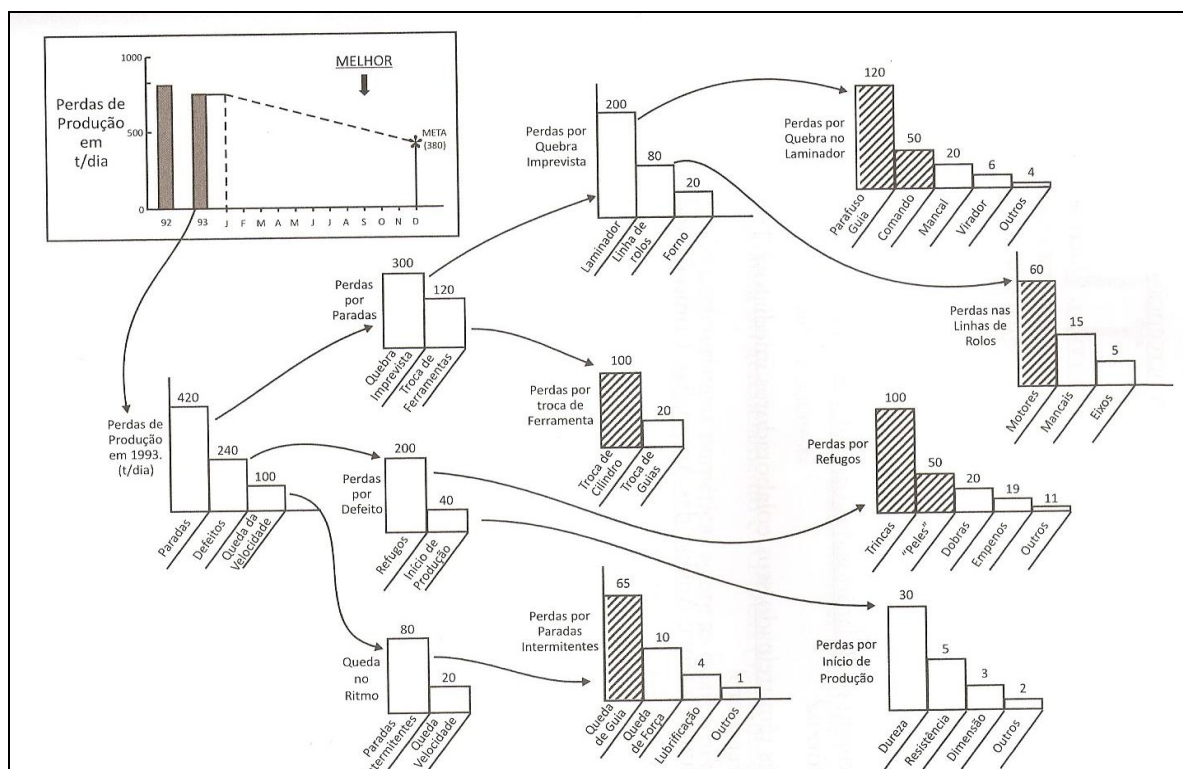 1000
500
0
Perdas de
Produção
em
t/dia
MELHOR
META
(380)
92
93
J F M A M J J A S O N D
Perdas por
Quebra
Imprevista
200
80
20
Laminador
Linha de
rolos
Forno
Perdas por
Quebra no
Laminador
120
50
20
6
4
Parafuso
Guia
Comando
Mancal
Virador
Outros
Perdas
por
Paradas
300
120
Quebra
Imprevista
Troca de
Ferramentas
Perdas nas
Linhas de
Rolos
60
15
5
Motores
Mancais
Eixos
Perdas por
troca de
Ferramenta
100
20
Troca de
Cilindro
Troca de
Guias
Perdas de
Produção
em 1993.
(t/dia)
420
240
100
Paradas
Defeitos
Queda da
Velocidade
Perdas
por
Defeito
200
40
Refugos
Início de
Produção
Perdas por
Refugos
100
50
20
19
11
Trincas
"Peles"
Dobras
Empenos
Outros
Queda
no
Ritmo
80
20
Paradas
ntermitentes
Queda
Velocidade
Perdas por
Paradas
Intermitentes
65
10
4
1
Queda
de Guia
Queda
de Força
Lubrificação
Outros
Perdas por
Início de
Produção
30
5
3
2
Dureza
Resistência
Dimensão
Outros